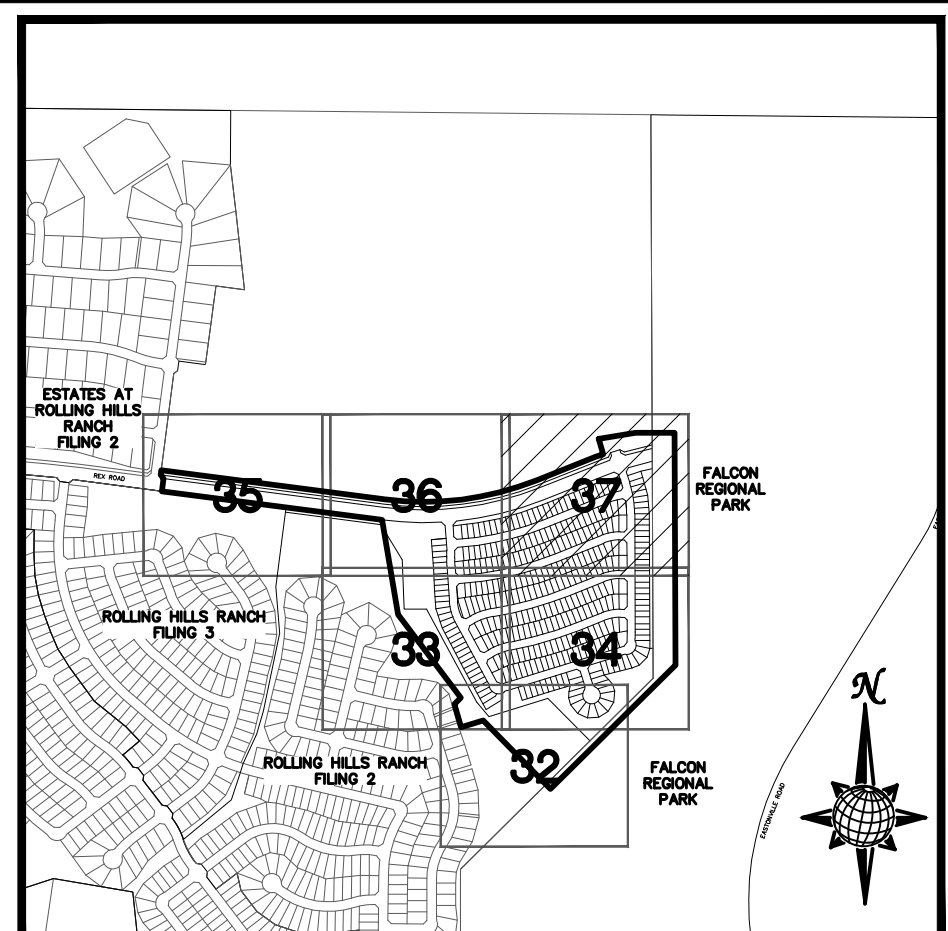 ESTATES AT
ROLLING HILLS
RANCH
FILING 2
REX ROAD
35
36
37
FALCON
REGIONAL
PARK
ROLLING HILLS RANCH
FILING 3
33
34
N
ROLLING HILLS RANCH
FILING 2
32
FALCON
REGIONAL
PARK
EASTONVILLE ROAD